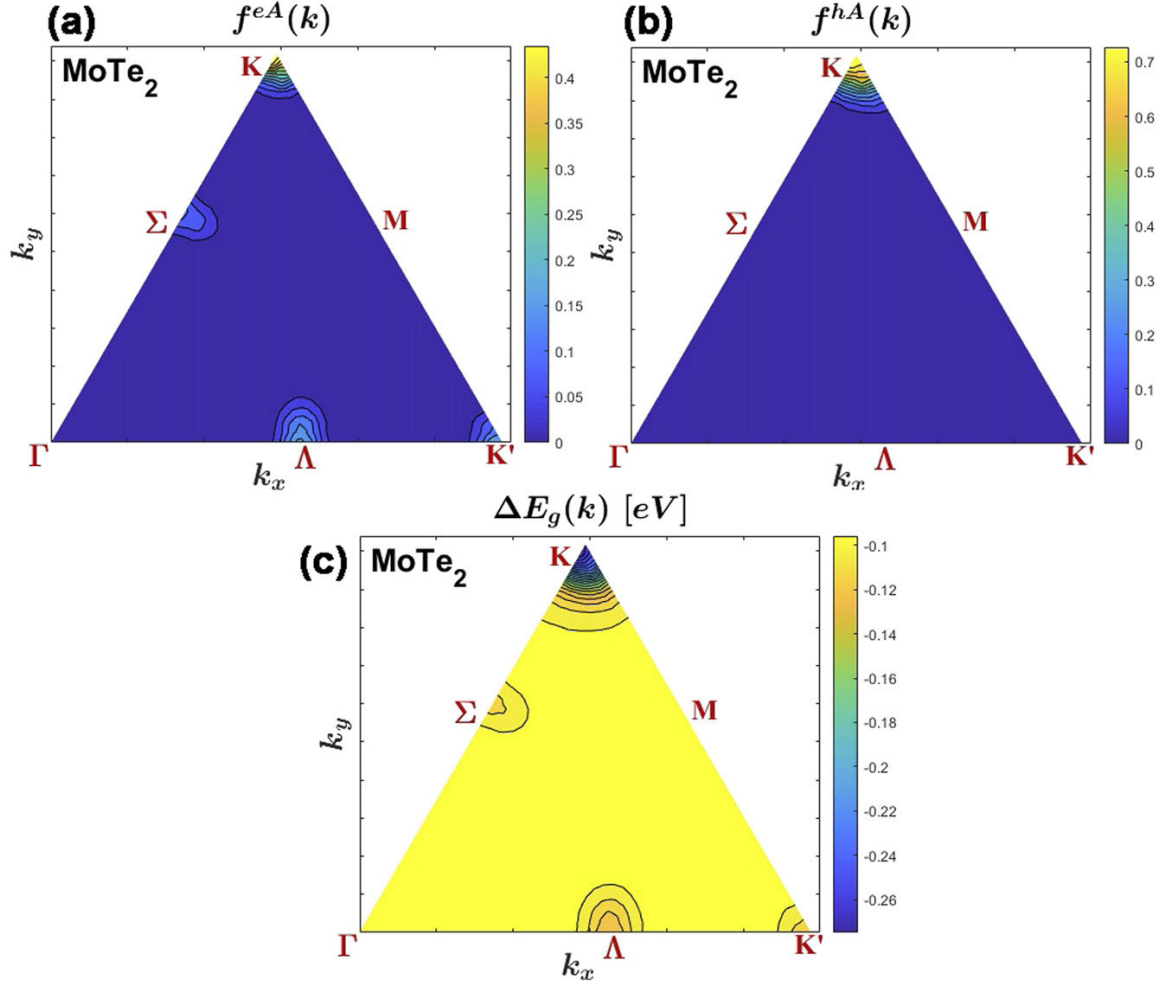 (a) f^{eA}(k)
MoTe₂
K
Σ
M
Γ
Λ
K'
k_x
k_y
0.4
0.35
0.3
0.25
0.2
0.15
0.1
0.05
0
(b) f^{hA}(k)
MoTe₂
K
Σ
M
Γ
Λ
K'
k_x
k_y
0.7
0.6
0.5
0.4
0.3
0.2
0.1
0
ΔE_g(k) [eV]
(c) MoTe₂
K
Σ
M
Γ
Λ
K'
k_x
k_y
-0.1
-0.12
-0.14
-0.16
-0.18
-0.2
-0.22
-0.24
-0.26